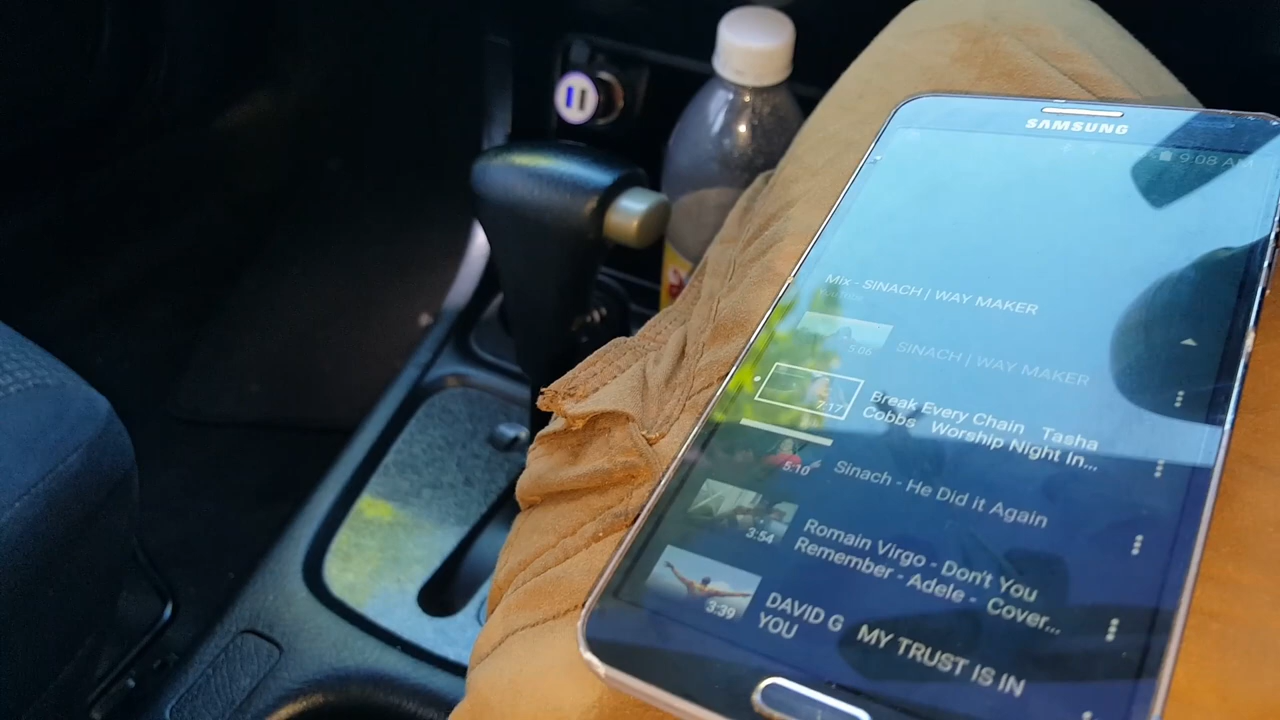 SAMSUNG
9:08 AM
Mix - SINACH | WAY MAKER
YouTube
5:06
SINACH | WAY MAKER
7:17
Break Every Chain Tasha
Cobbs Worship Night In...
5:10
Sinach - He Did it Again
3:54
Romain Virgo - Don't You
Remember - Adele - Cover...
3:39
DAVID G MY TRUST IS IN
YOU